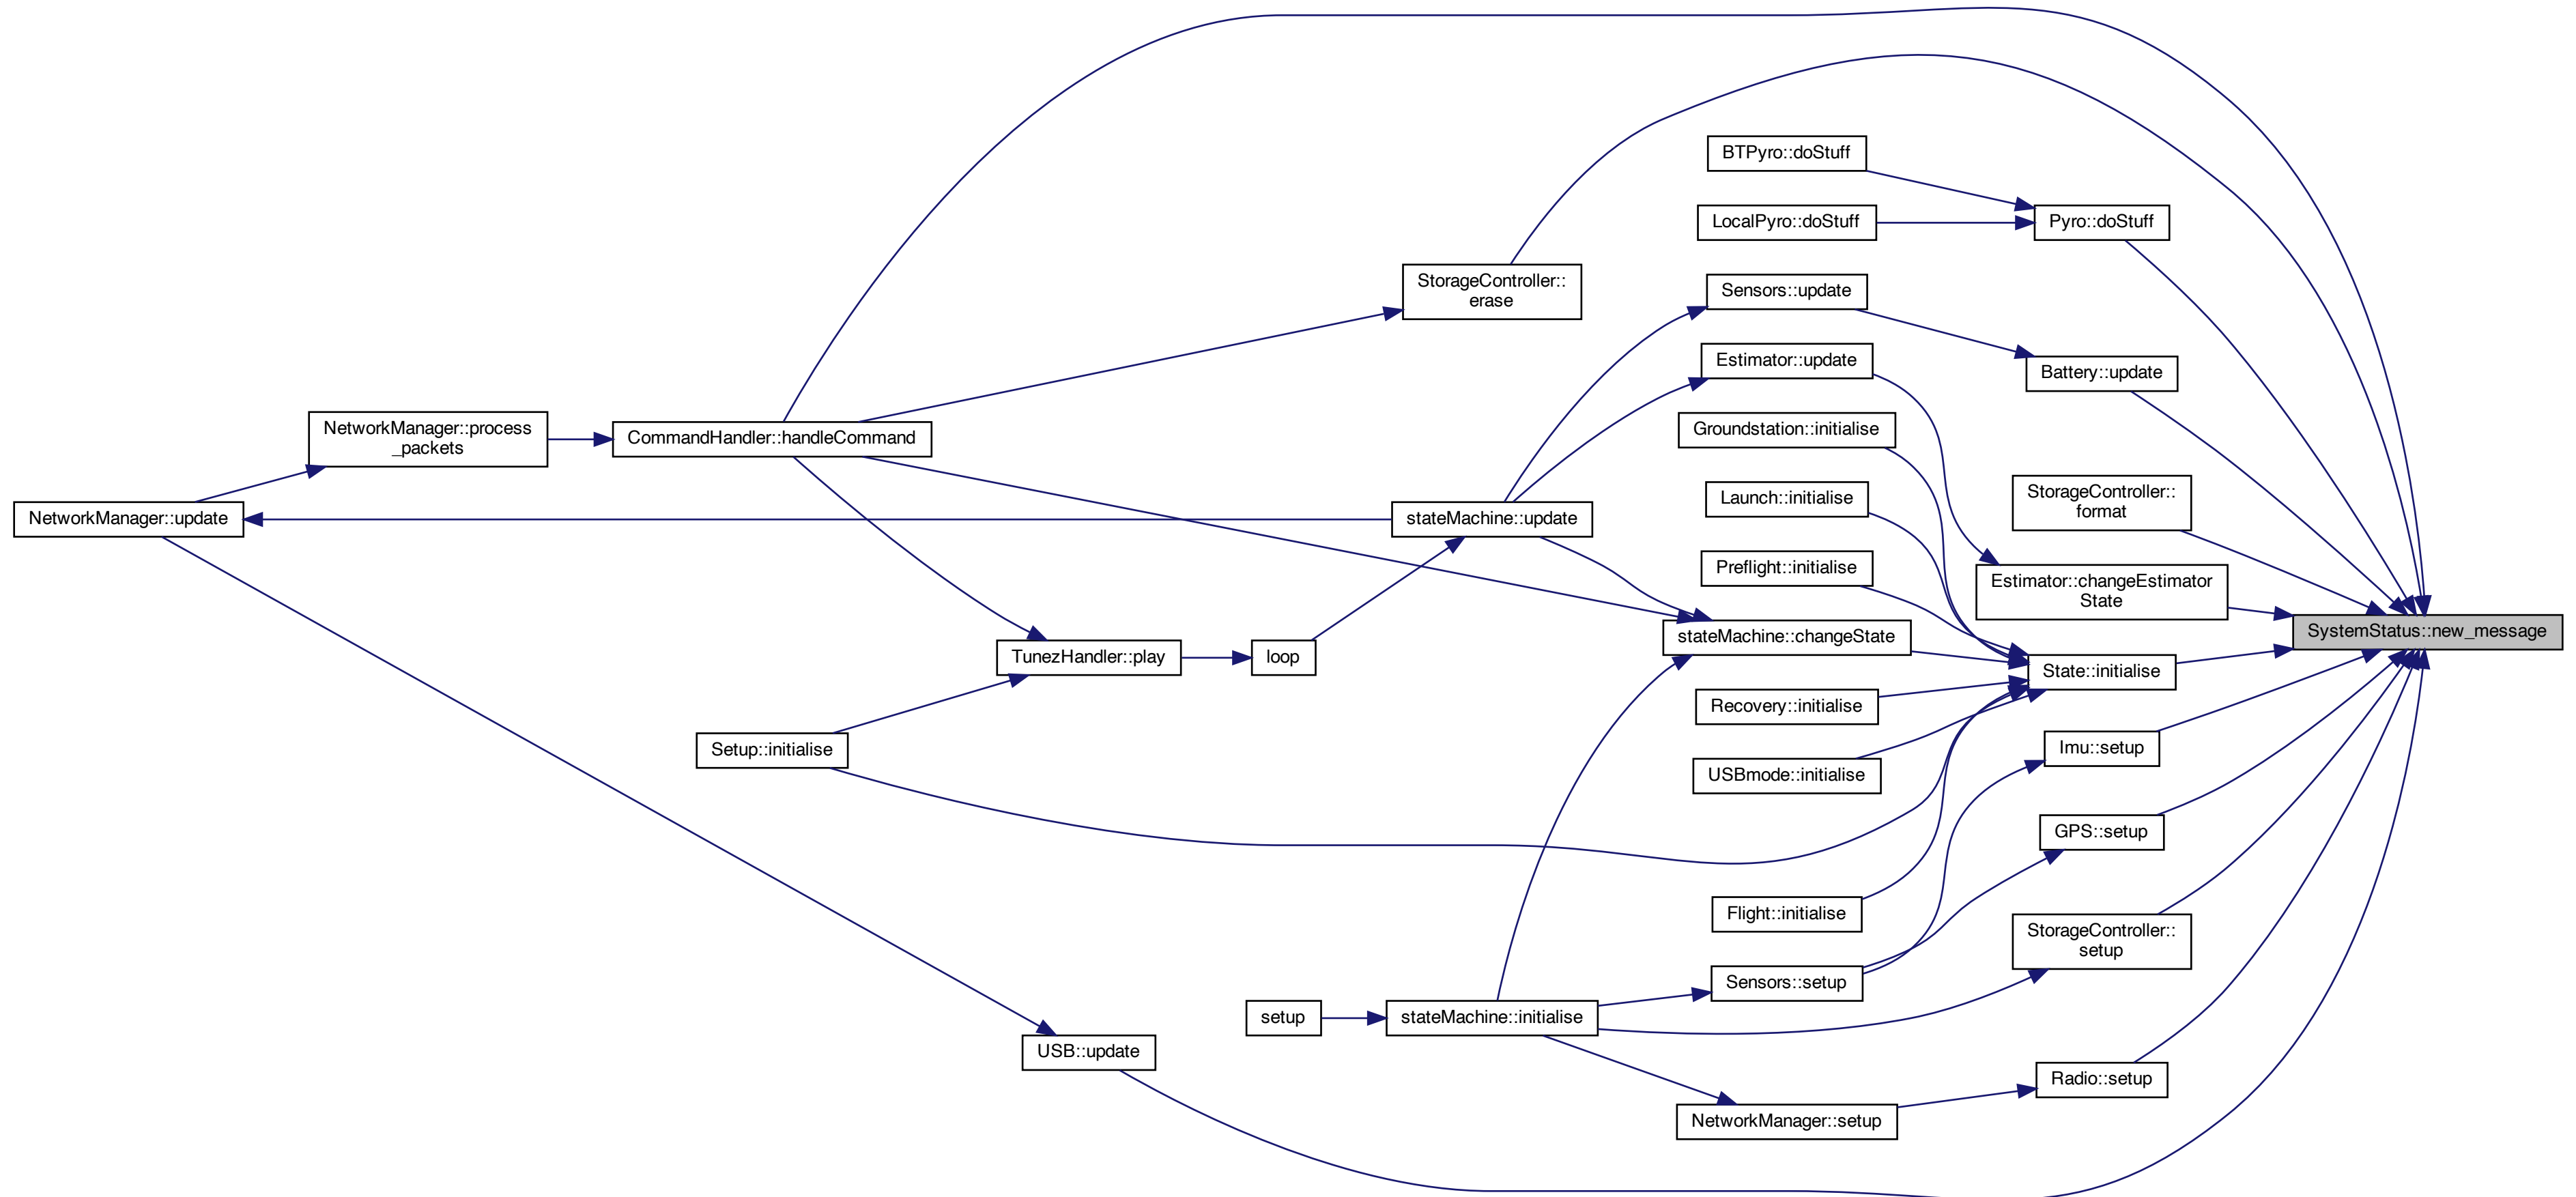 BTPyro::doStuff
LocalPyro::doStuff
Pyro::doStuff
StorageController::
erase
Sensors::update
Estimator::update
Battery::update
NetworkManager::process
_packets
CommandHandler::handleCommand
Groundstation::initialise
NetworkManager::update
stateMachine::update
Launch::initialise
StorageController::
format
Preflight::initialise
Estimator::changeEstimator
State
SystemStatus::new_message
TunezHandler::play
loop
stateMachine::changeState
State::initialise
Recovery::initialise
Setup::initialise
USBmode::initialise
Imu::setup
GPS::setup
Flight::initialise
StorageController::
setup
Sensors::setup
setup
stateMachine::initialise
USB::update
Radio::setup
NetworkManager::setup